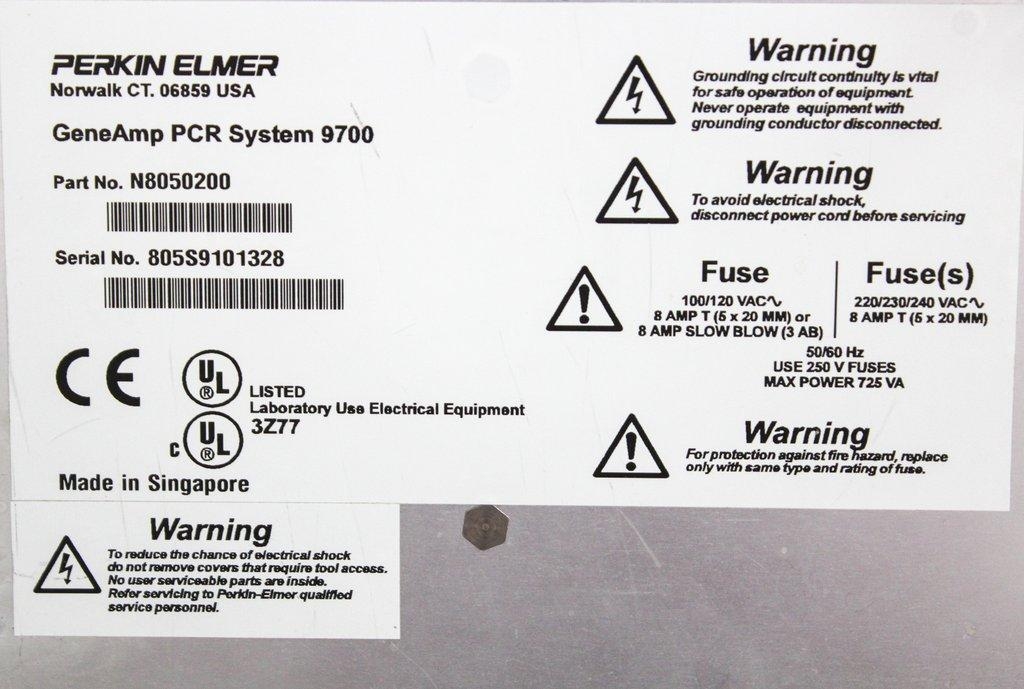 PERKIN ELMER
Norwalk CT. 06859 USA
GeneAmp PCR System 9700
Part No. N8050200
Serial No. 805S9101328
CE
UL
®
LISTED
Laboratory Use Electrical Equipment
3Z77
C UL
®
Made in Singapore
Warning
Grounding circuit continuity is vital
for safe operation of equipment.
Never operate equipment with
grounding conductor disconnected.
Warning
To avoid electrical shock,
disconnect power cord before servicing
Fuse
100/120 VAC∿
8 AMP T (5 x 20 MM) or
8 AMP SLOW BLOW (3 AB)
Fuse(s)
220/230/240 VAC∿
8 AMP T (5 x 20 MM)
50/60 Hz
USE 250 V FUSES
MAX POWER 725 VA
Warning
For protection against fire hazard, replace
only with same type and rating of fuse.
Warning
To reduce the chance of electrical shock
do not remove covers that require tool access.
No user serviceable parts are inside.
Refer servicing to Perkin-Elmer qualified
service personnel.